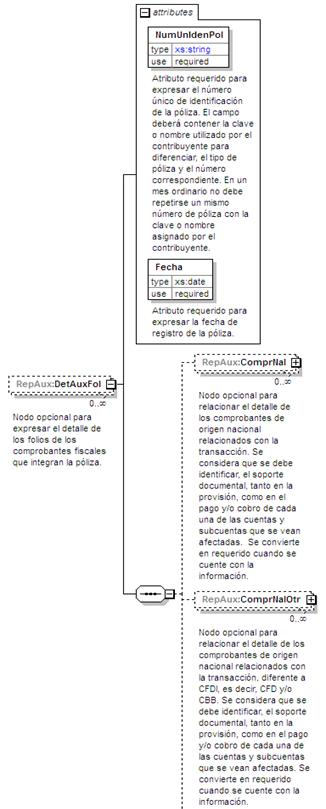 attributes
NumUnIdenPol
type xs:string
use required
Atributo requerido para
expresar el número
único de identificación
de la póliza. El campo
deberá contener la clave
o nombre utilizado por el
contribuyente para
diferenciar, el tipo de
póliza y el número
correspondiente. En un
mes ordinario no debe
repetirse un mismo
número de póliza con la
clave o nombre
asignado por el
contribuyente.
Fecha
type xs:date
use required
Atributo requerido para
expresar la fecha de
registro de la póliza.
RepAux:DetAuxFol
0..∞
Nodo opcional para
expresar el detalle de
los folios de los
comprobantes fiscales
que integran la póliza.
RepAux:ComprNal
0..∞
Nodo opcional para
relacionar el detalle de
los comprobantes de
origen nacional
relacionados con la
transacción. Se
considera que se debe
identificar, el soporte
documental, tanto en la
provisión, como en el
pago y/o cobro de cada
una de las cuentas y
subcuentas que se vean
afectadas. Se convierte
en requerido cuando se
cuente con la
información.
RepAux:ComprNalOtr
0..∞
Nodo opcional para
relacionar el detalle de los
comprobantes de origen
nacional relacionados con
la transacción, diferente a
CFDI, es decir, CFD y/o
CBB. Se considera que se
debe identificar, el soporte
documental, tanto en la
provisión, como en el pago
y/o cobro de cada una de
las cuentas y subcuentas
que se vean afectadas. Se
convierte en requerido
cuando se cuente con la
información.